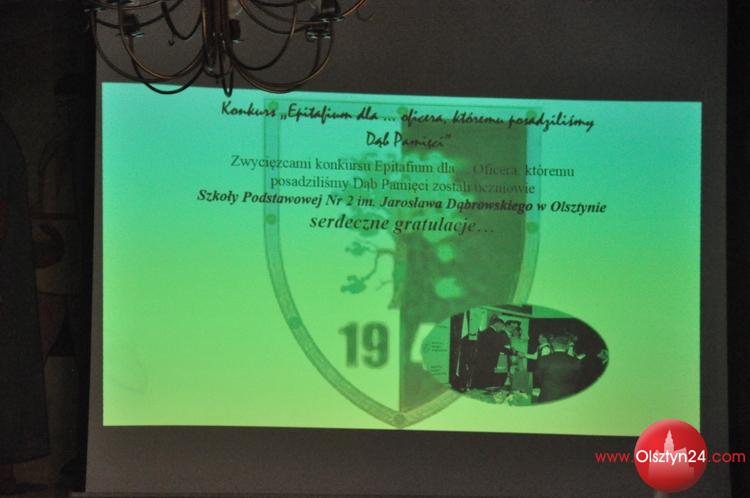 Konkurs „Epitafium dla ... oficera, któremu posadziliśmy
Dąb Pamięci”
Zwycięzcami konkursu Epitafium dla ... Oficera, któremu
posadziliśmy Dąb Pamięci zostali uczniowie
Szkoły Podstawowej Nr 2 im. Jarosława Dąbrowskiego w Olsztynie
serdeczne gratulacje...
19
www.Olsztyn24.com